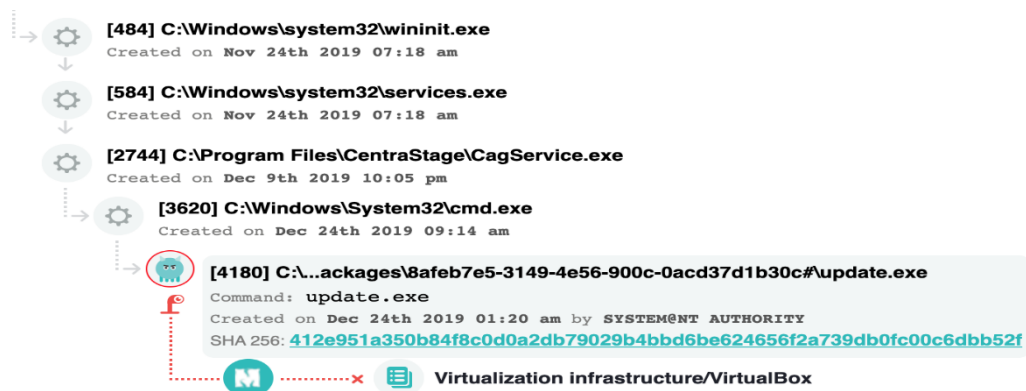 [484] C:\Windows\system32\wininit.exe
Created on Nov 24th 2019 07:18 am
[584] C:\Windows\system32\services.exe
Created on Nov 24th 2019 07:18 am
[2744] C:\Program Files\CentraStage\CagService.exe
Created on Dec 9th 2019 10:05 pm
[3620] C:\Windows\System32\cmd.exe
Created on Dec 24th 2019 09:14 am
[4180] C:\...ackages\8afeb7e5-3149-4e56-900c-0acd37d1b30c#\update.exe
Command: update.exe
Created on Dec 24th 2019 01:20 am by SYSTEM@NT AUTHORITY
SHA 256: 412e951a350b84f8c0d0a2db79029b4bbd6be624656f2a739db0fc00c6dbb52f
Virtualization infrastructure/VirtualBox